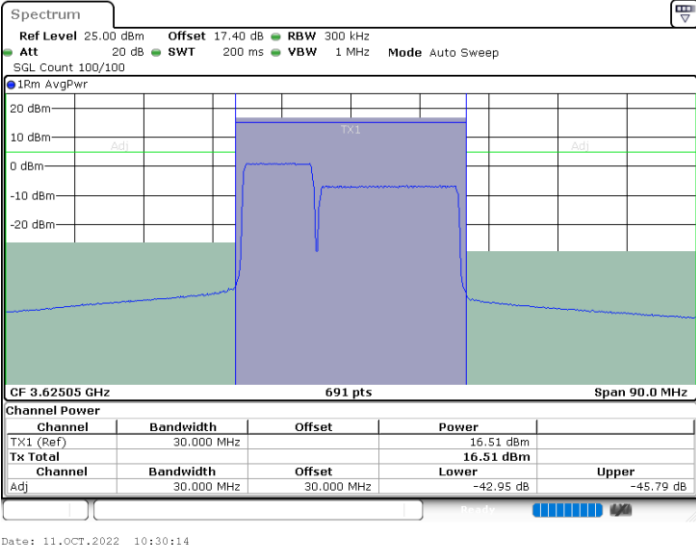 Spectrum
Ref Level 25.00 dBm Offset 17.40 dB RBW 300 kHz
Att 20 dB SWT 200 ms VBW 1 MHz Mode Auto Sweep
SGL Count 100/100
1Rm AvgPwr
20 dBm
TX1
10 dBm
Adj Adj
0 dBm
-10 dBm
-20 dBm
CF 3.62505 GHz 691 pts Span 90.0 MHz
Channel Power
Channel Bandwidth Offset Power
TX1 (Ref) 30.000 MHz 16.51 dBm
Tx Total 16.51 dBm
Channel Bandwidth Offset Lower Upper
Adj 30.000 MHz 30.000 MHz -42.95 dB -45.79 dB
Ready
Date: 11.OCT.2022 10:30:14